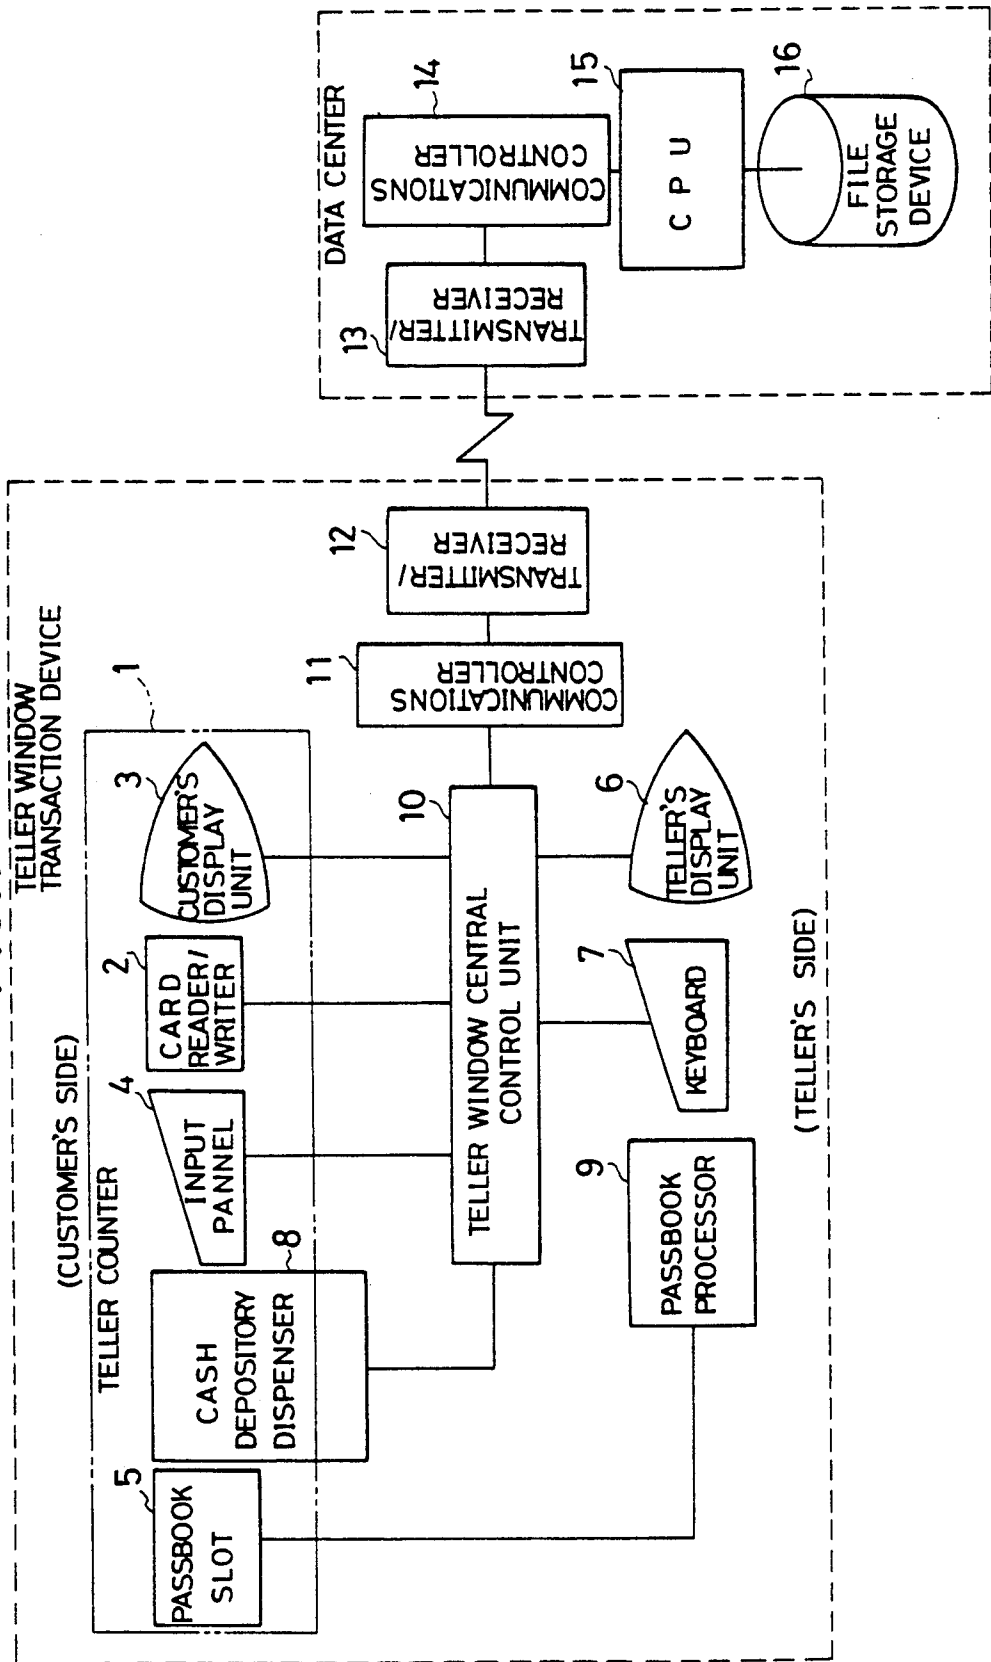 TELLER WINDOW
TRANSACTION DEVICE
(CUSTOMER'S SIDE)
TELLER COUNTER
1
5
PASSBOOK
SLOT
8
CASH
DEPOSITORY
DISPENSER
4
INPUT
PANNEL
2
CARD
READER/
WRITER
3
CUSTOMER'S
DISPLAY
UNIT
10
TELLER WINDOW CENTRAL
CONTROL UNIT
11
COMMUNICATIONS
CONTROLLER
12
TRANSMITTER/
RECEIVER
9
PASSBOOK
PROCESSOR
7
KEYBOARD
6
TELLER'S
DISPLAY
UNIT
(TELLER'S SIDE)
DATA CENTER
13
TRANSMITTER/
RECEIVER
14
COMMUNICATIONS
CONTROLLER
15
CPU
16
FILE
STORAGE
DEVICE